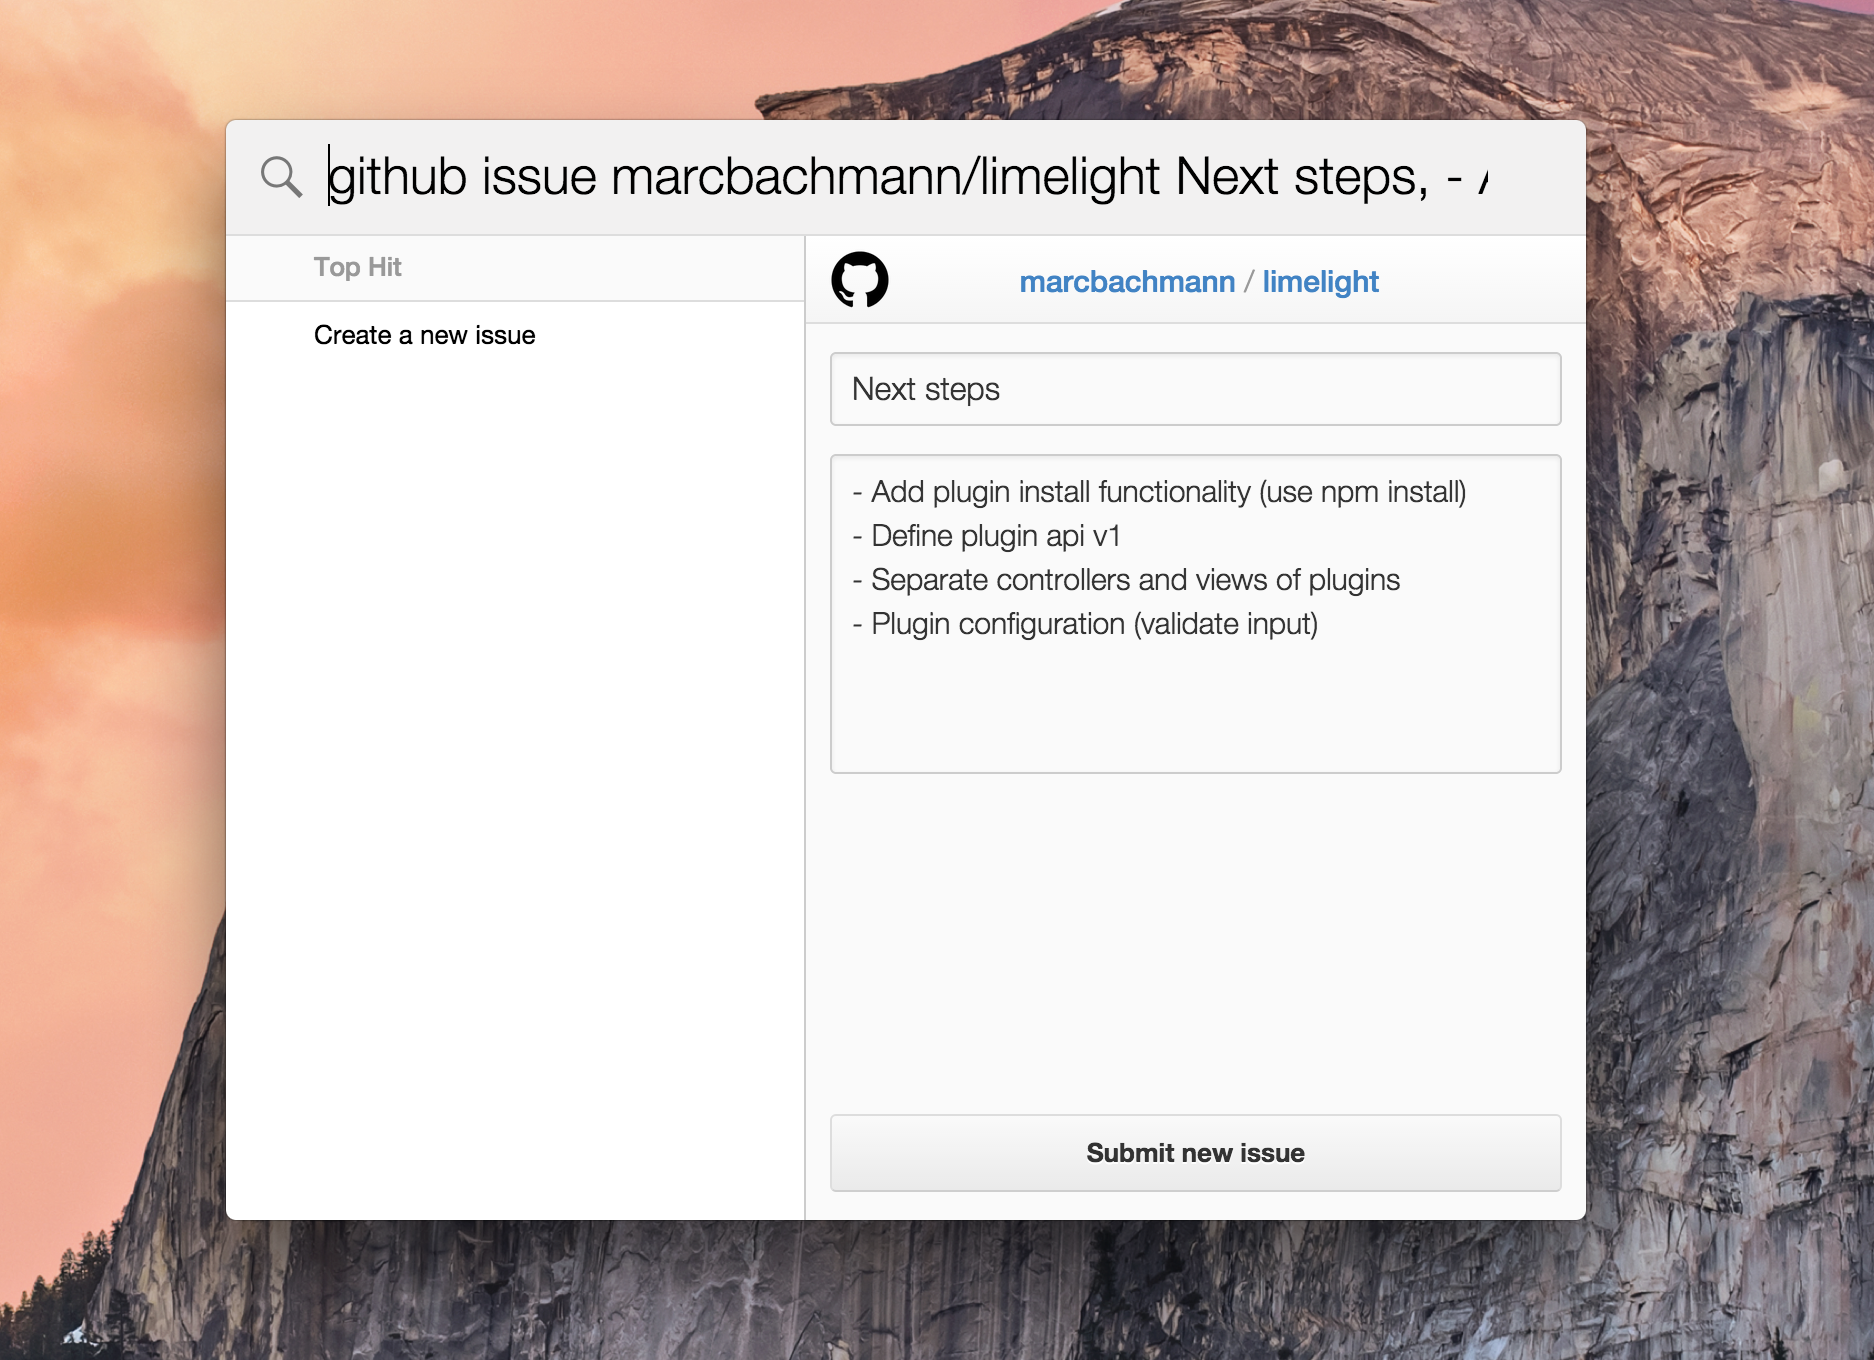 github issue marcbachmann/limelight Next steps, -
Top Hit
Create a new issue
marcbachmann / limelight
Next steps
- Add plugin install functionality (use npm install)
- Define plugin api v1
- Separate controllers and views of plugins
- Plugin configuration (validate input)
Submit new issue